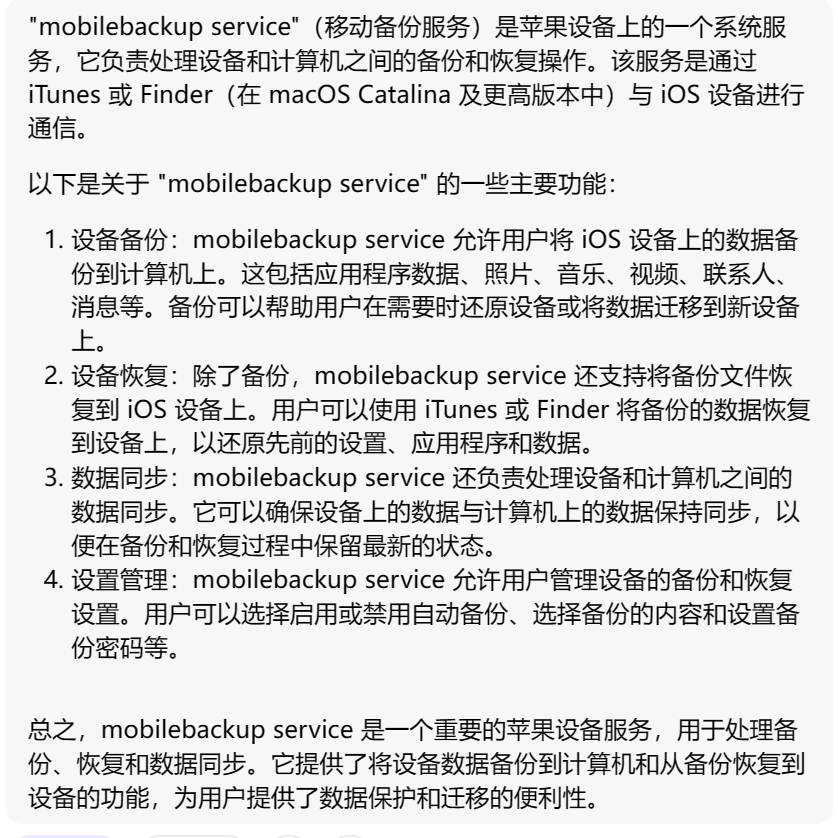 "mobilebackup service"（移动备份服务）是苹果设备上的一个系统服
务，它负责处理设备和计算机之间的备份和恢复操作。该服务是通过
iTunes 或 Finder（在 macOS Catalina 及更高版本中）与 iOS 设备进行
通信。
以下是关于 "mobilebackup service" 的一些主要功能：
1. 设备备份：mobilebackup service 允许用户将 iOS 设备上的数据备
份到计算机上。这包括应用程序数据、照片、音乐、视频、联系人、
消息等。备份可以帮助用户在需要时还原设备或将数据迁移到新设备
上。
2. 设备恢复：除了备份，mobilebackup service 还支持将备份文件恢
复到 iOS 设备上。用户可以使用 iTunes 或 Finder 将备份的数据恢复
到设备上，以还原先前的设置、应用程序和数据。
3. 数据同步：mobilebackup service 还负责处理设备和计算机之间的
数据同步。它可以确保设备上的数据与计算机上的数据保持同步，以
便在备份和恢复过程中保留最新的状态。
4. 设置管理：mobilebackup service 允许用户管理设备的备份和恢复
设置。用户可以选择启用或禁用自动备份、选择备份的内容和设置备
份密码等。
总之，mobilebackup service 是一个重要的苹果设备服务，用于处理备
份、恢复和数据同步。它提供了将设备数据备份到计算机和从备份恢复到
设备的功能，为用户提供了数据保护和迁移的便利性。